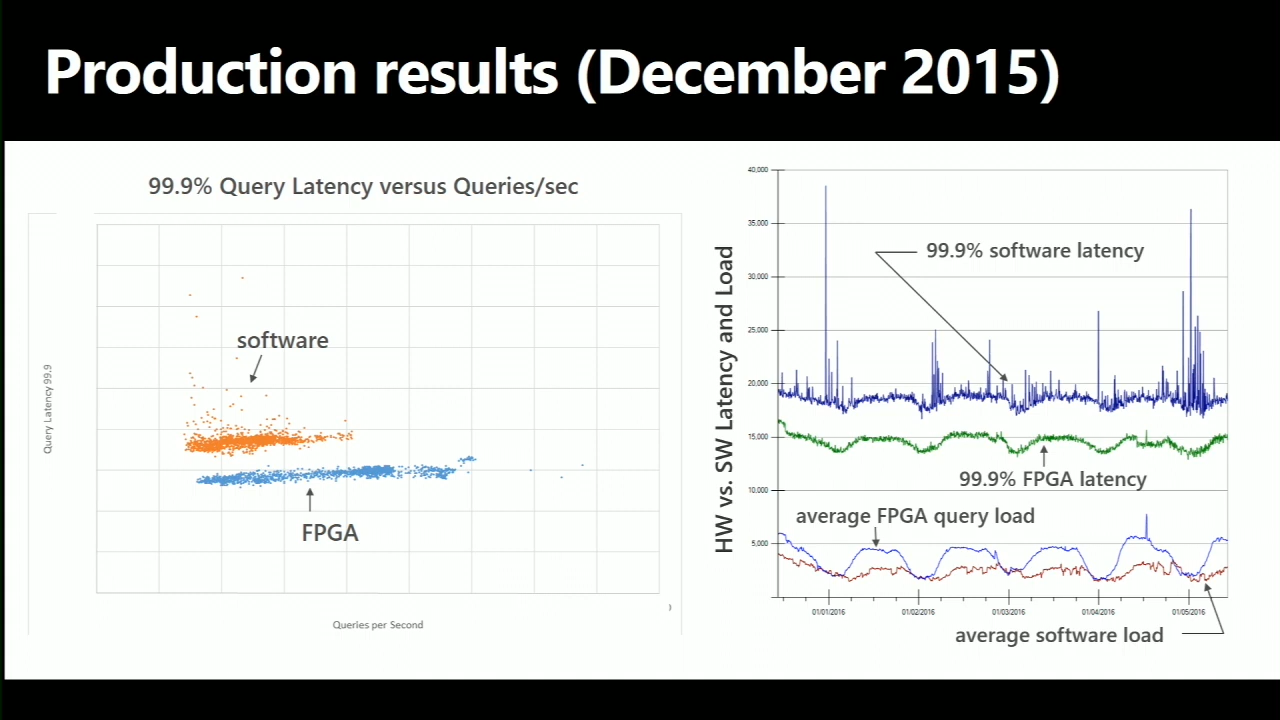 Production results (December 2015)
99.9% Query Latency versus Queries/sec
software
FPGA
Query Latency 99.9
Queries per Second
HW vs. SW Latency and Load
40,000
35,000
30,000
25,000
20,000
15,000
10,000
5,000
99.9% software latency
99.9% FPGA latency
average FPGA query load
01/01/2016
01/02/2016
01/03/2016
01/04/2016
01/05/2016
average software load